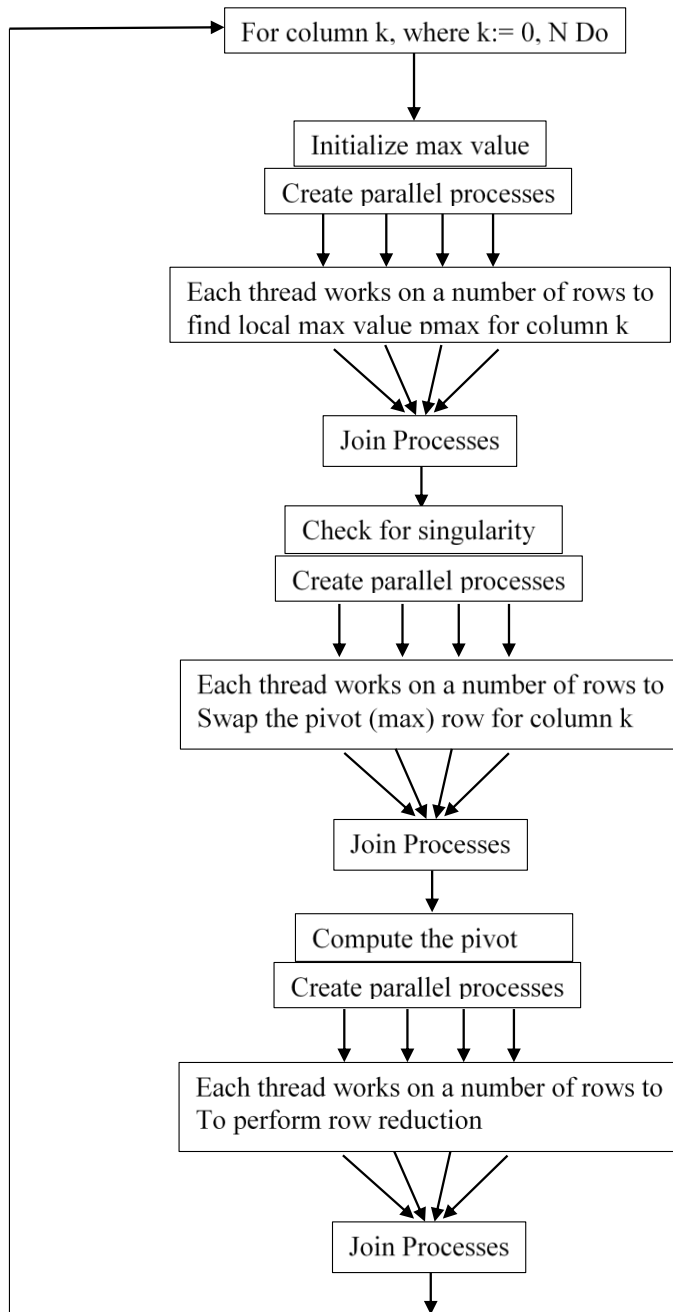 For column k, where k:= 0, N Do
Initialize max value
Create parallel processes
Each thread works on a number of rows to
find local max value pmax for column k
Join Processes
Check for singularity
Create parallel processes
Each thread works on a number of rows to
Swap the pivot (max) row for column k
Join Processes
Compute the pivot
Create parallel processes
Each thread works on a number of rows to
To perform row reduction
Join Processes